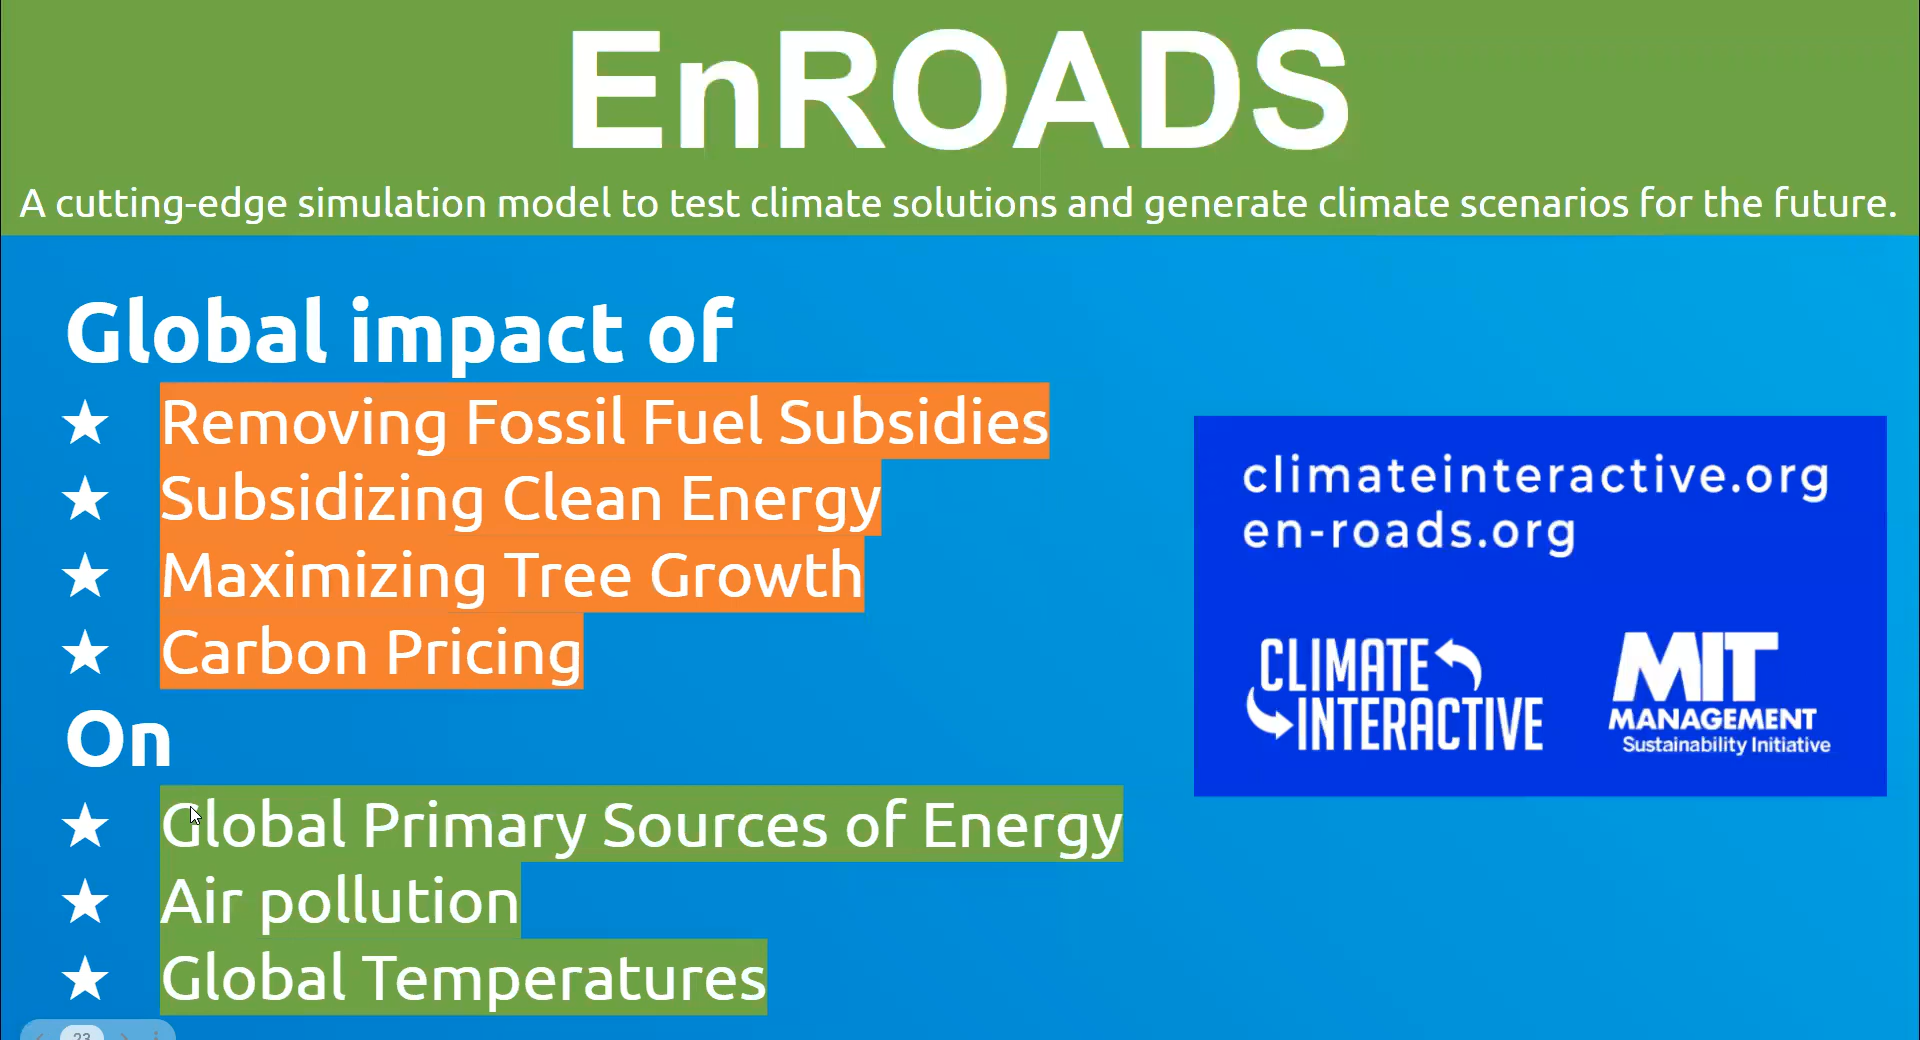 EnROADS
A cutting-edge simulation model to test climate solutions and generate climate scenarios for the future.
Global impact of
★ Removing Fossil Fuel Subsidies
★ Subsidizing Clean Energy
★ Maximizing Tree Growth
★ Carbon Pricing
On
★ Global Primary Sources of Energy
★ Air pollution
★ Global Temperatures
climateinteractive.org
en-roads.org
CLIMATE
INTERACTIVE
MIT
MANAGEMENT
Sustainability Initiative
23